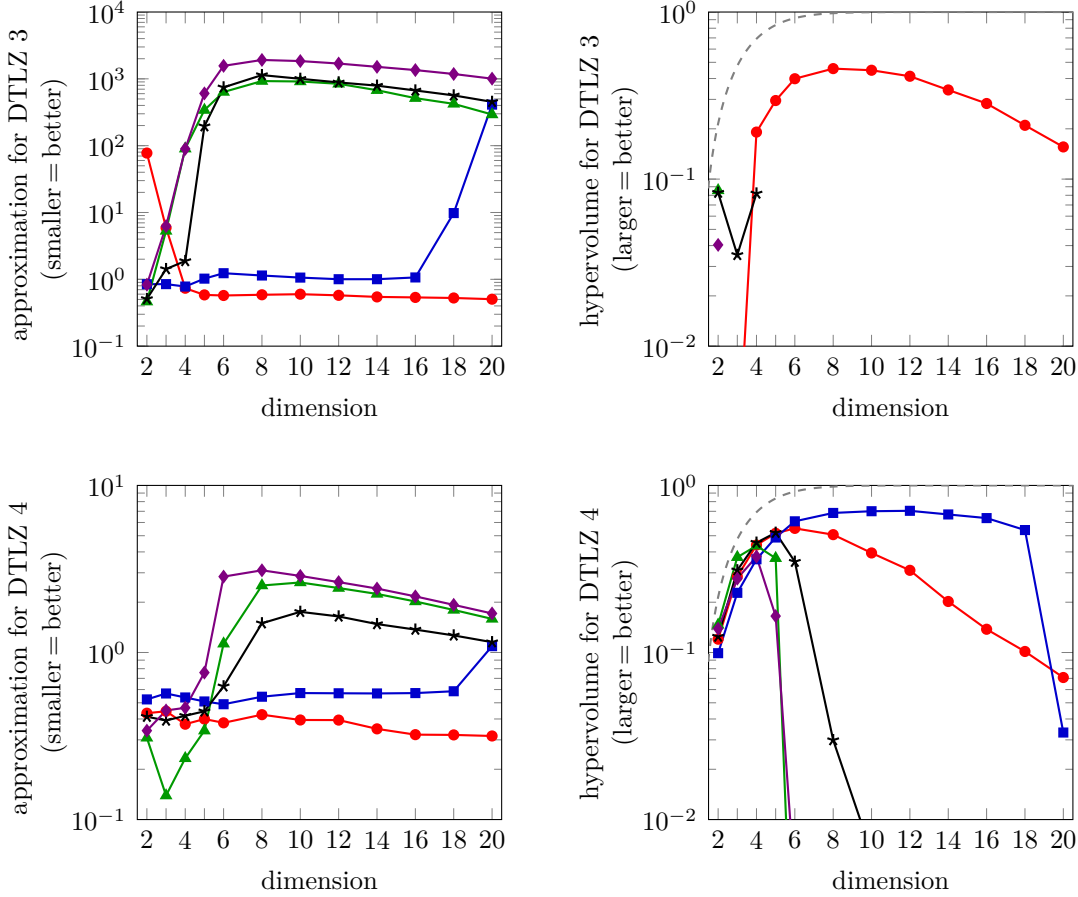 approximation for DTLZ 3
(smaller = better)
10^4
10^3
10^2
10^1
10^0
10^−1
2 4 6 8 10 12 14 16 18 20
dimension
hypervolume for DTLZ 3
(larger = better)
10^0
10^−1
10^−2
2 4 6 8 10 12 14 16 18 20
dimension
approximation for DTLZ 4
(smaller = better)
10^1
10^0
10^−1
2 4 6 8 10 12 14 16 18 20
dimension
hypervolume for DTLZ 4
(larger = better)
10^0
10^−1
10^−2
2 4 6 8 10 12 14 16 18 20
dimension